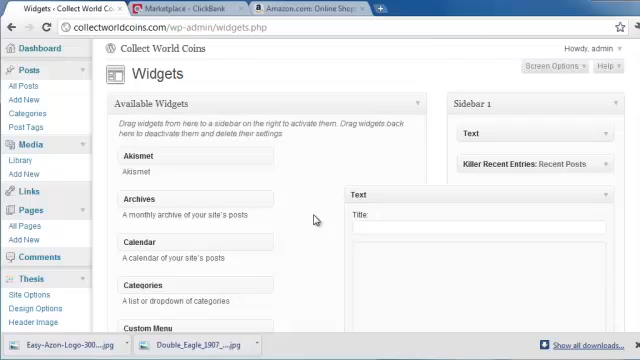 Widgets ‹ Collect World Coins
Marketplace - ClickBank
Amazon.com: Online Shop
collectworldcoins.com/wp-admin/widgets.php
Dashboard
Posts
All Posts
Add New
Categories
Post Tags
Media
Library
Add New
Links
Pages
All Pages
Add New
Comments
Thesis
Site Options
Design Options
Header Image
Collect World Coins
Howdy, admin
Widgets
Screen Options
Help
Available Widgets
Drag widgets from here to a sidebar on the right to activate them. Drag widgets back
here to deactivate them and delete their settings
Akismet
Akismet
Archives
A monthly archive of your site's posts
Calendar
A calendar of your site's posts
Categories
A list or dropdown of categories
Custom Menu
Sidebar 1
Text
Killer Recent Entries: Recent Posts
Text
Title:
Easy-Azon-Logo-300....jpg
Double_Eagle_1907_....jpg
Show all downloads...